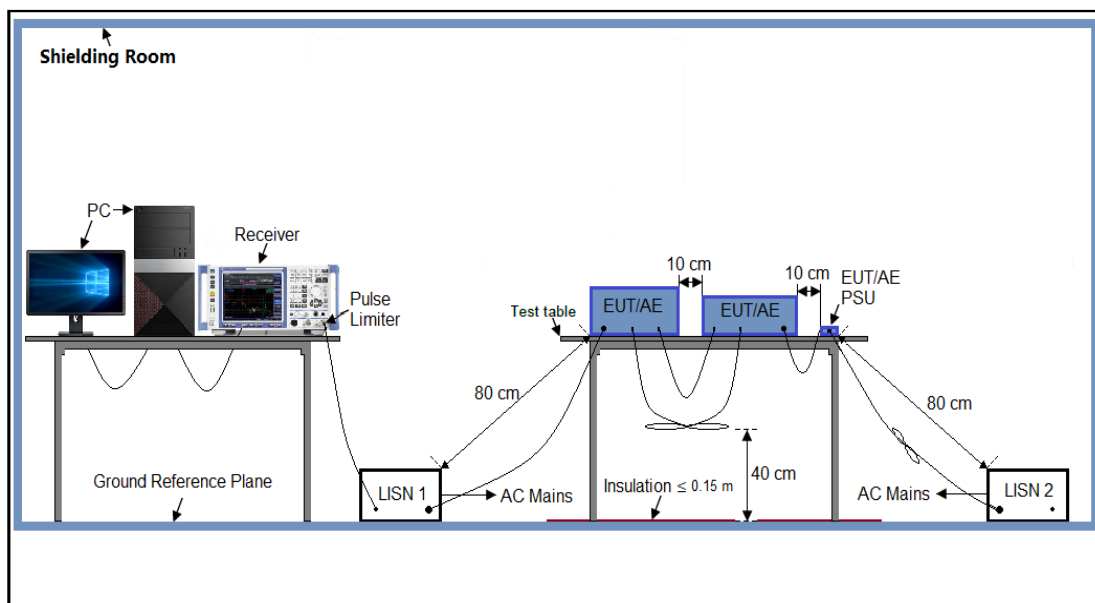 Shielding Room
PC
Receiver
Pulse
Limiter
10 cm
10 cm
EUT/AE
PSU
EUT/AE
EUT/AE
Test table
80 cm
80 cm
40 cm
Ground Reference Plane
LISN 1
AC Mains
Insulation ≤ 0.15 m
AC Mains
LISN 2